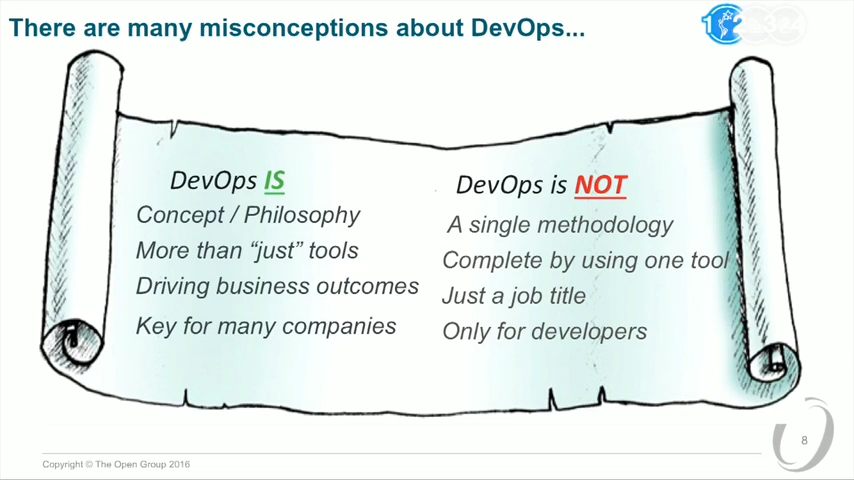 There are many misconceptions about DevOps...
1
DevOps IS
Concept / Philosophy
More than “just” tools
Driving business outcomes
Key for many companies
DevOps is NOT
A single methodology
Complete by using one tool
Just a job title
Only for developers
8
Copyright © The Open Group 2016